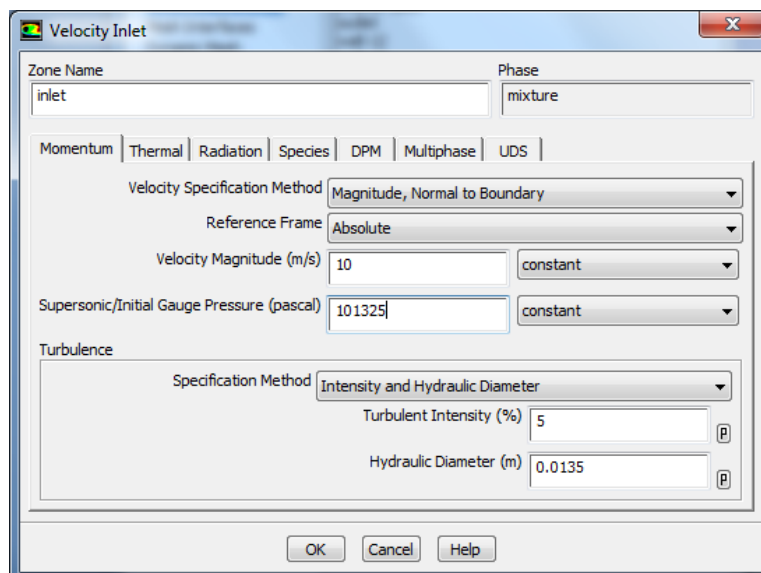 Velocity Inlet
Zone Name Phase
inlet mixture
Momentum Thermal Radiation Species DPM Multiphase UDS
Velocity Specification Method Magnitude, Normal to Boundary
Reference Frame Absolute
Velocity Magnitude (m/s) 10 constant
Supersonic/Initial Gauge Pressure (pascal) 101325 constant
Turbulence
Specification Method Intensity and Hydraulic Diameter
Turbulent Intensity (%) 5 P
Hydraulic Diameter (m) 0.0135 P
OK Cancel Help